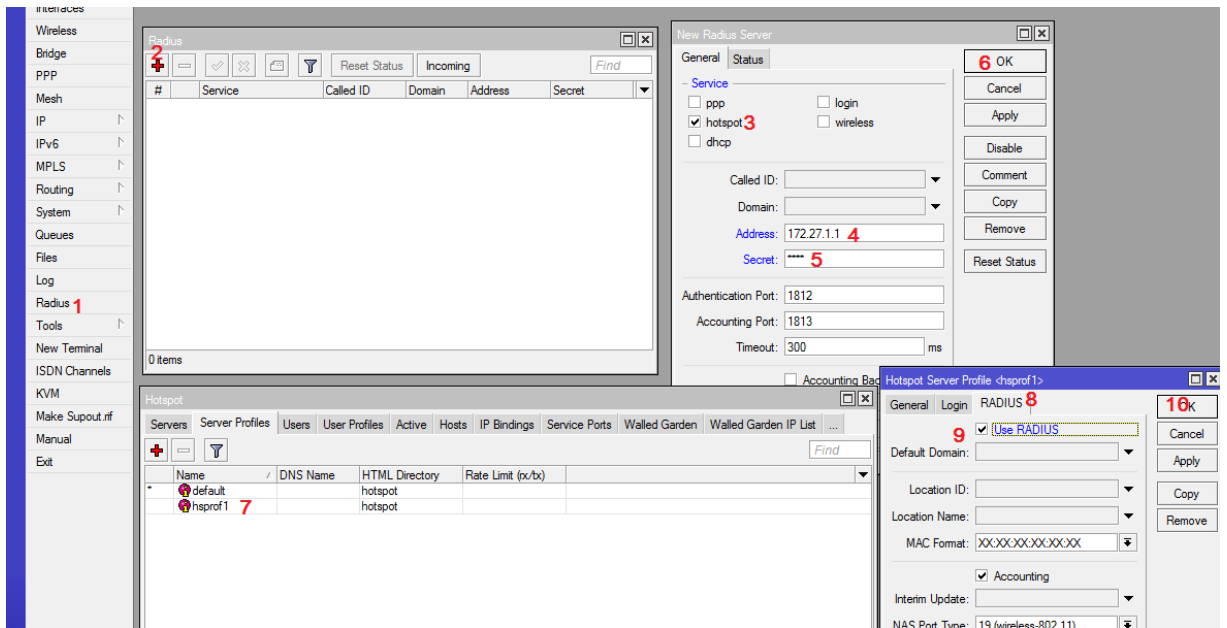 Interfaces
Wireless
Bridge
PPP
Mesh
IP
IPv6
MPLS
Routing
System
Queues
Files
Log
Radius 1
Tools
New Terminal
ISDN Channels
KVM
Make Supout.rif
Manual
Exit
Radius
2
Reset Status Incoming Find
# Service Called ID Domain Address Secret
0 items
New Radius Server
General Status
Service
ppp login
hotspot 3 wireless
dhcp
Called ID:
Domain:
Address: 172.27.1.1 4
Secret: **** 5
Authentication Port: 1812
Accounting Port: 1813
Timeout: 300 ms
Accounting Bac
6 OK
Cancel
Apply
Disable
Comment
Copy
Remove
Reset Status
Hotspot
Servers Server Profiles Users User Profiles Active Hosts IP Bindings Service Ports Walled Garden Walled Garden IP List ...
Find
Name / DNS Name HTML Directory Rate Limit (rx/tx)
* default hotspot
hsprof1 7 hotspot
Hotspot Server Profile <hsprof1>
General Login RADIUS 8
9 Use RADIUS
Default Domain:
Location ID:
Location Name:
MAC Format: XX:XX:XX:XX:XX:XX
Accounting
Interim Update:
NAS Port Type: 19 (wireless-802.11)
10 OK
Cancel
Apply
Copy
Remove